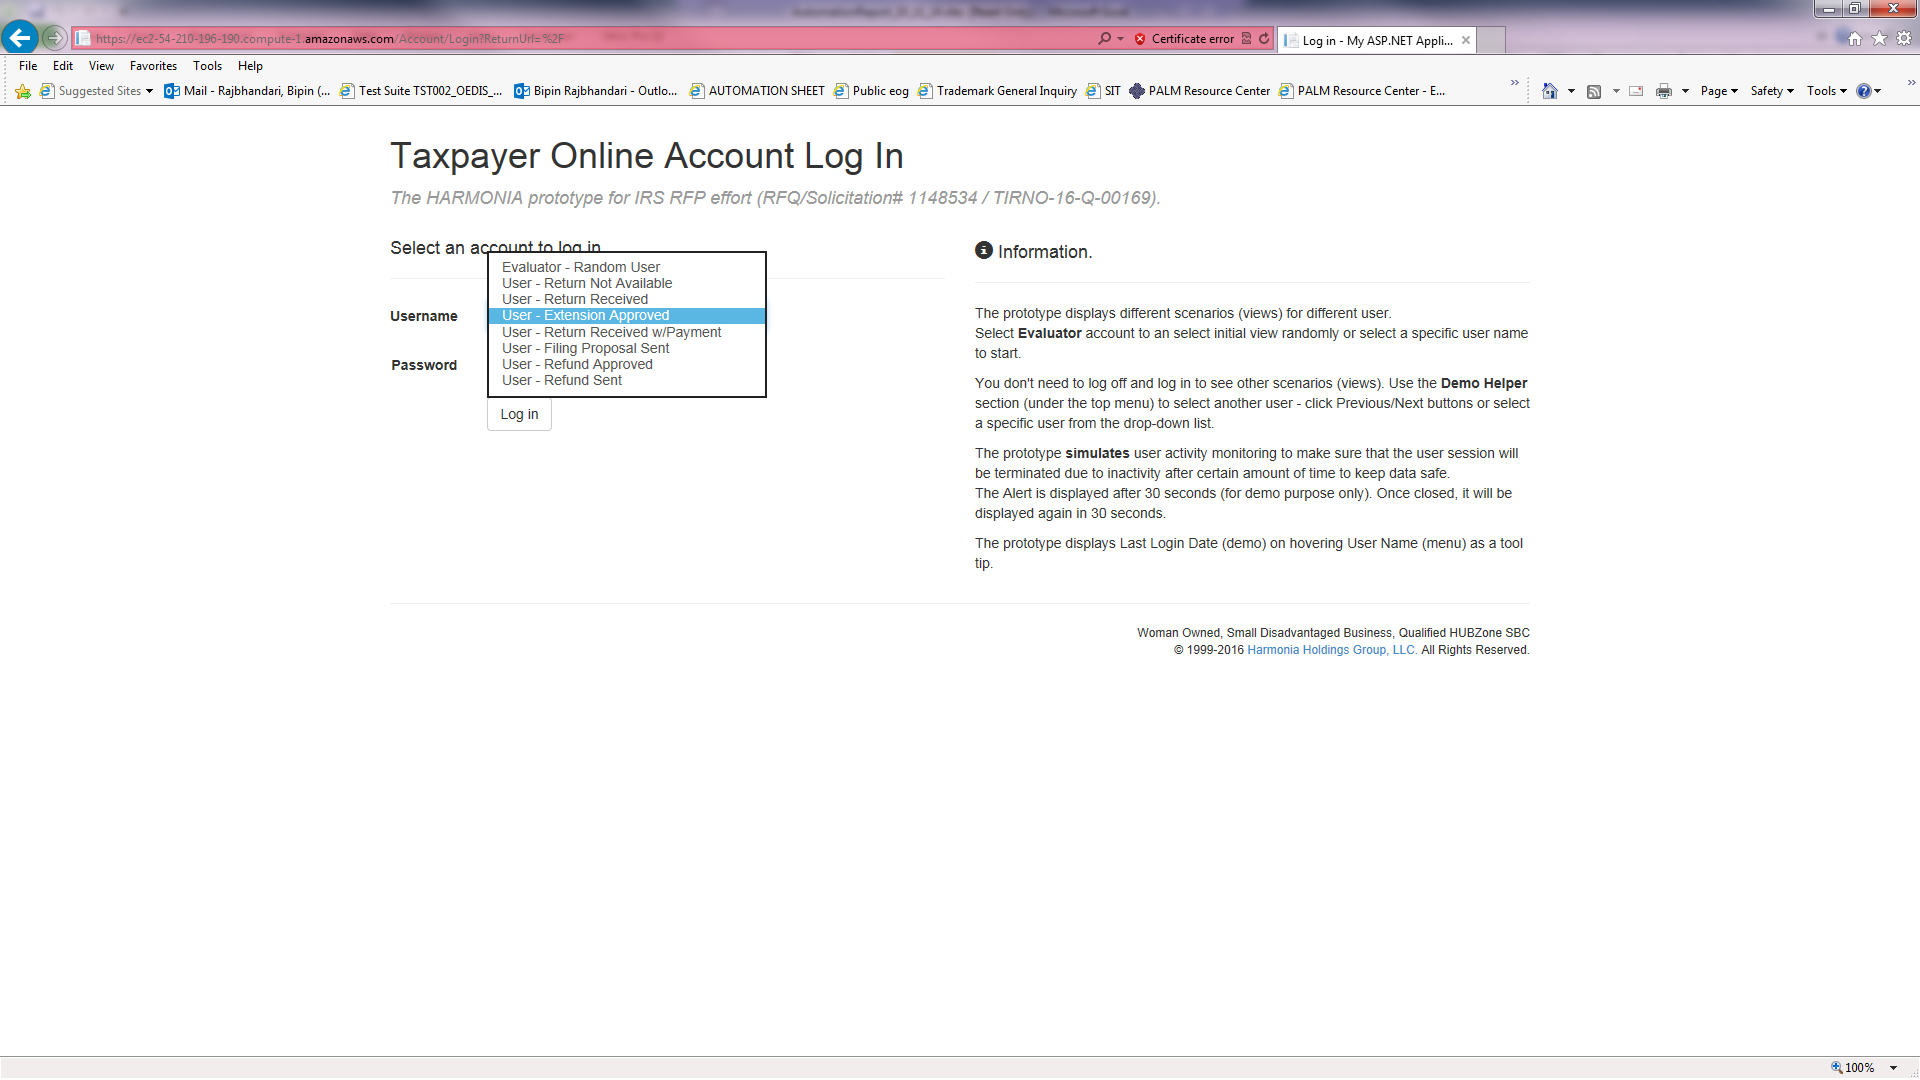 https://ec2-54-210-196-190.compute-1.amazonaws.com/Account/Login?ReturnUrl=%2F
Certificate error
Log in - My ASP.NET Appli...
File Edit View Favorites Tools Help
Suggested Sites
Mail - Rajbhandari, Bipin (...
Test Suite TST002_OEDIS_...
Bipin Rajbhandari - Outlo...
AUTOMATION SHEET
Public eog
Trademark General Inquiry
SIT
PALM Resource Center
PALM Resource Center - E...
Page Safety Tools
Taxpayer Online Account Log In
The HARMONIA prototype for IRS RFP effort (RFQ/Solicitation# 1148534 / TIRNO-16-Q-00169).
Select an account to log in
Username
Evaluator - Random User
User - Return Not Available
User - Return Received
User - Extension Approved
User - Return Received w/Payment
User - Filing Proposal Sent
User - Refund Approved
User - Refund Sent
Password
Log in
Information.
The prototype displays different scenarios (views) for different user.
Select Evaluator account to an select initial view randomly or select a specific user name
to start.
You don't need to log off and log in to see other scenarios (views). Use the Demo Helper
section (under the top menu) to select another user - click Previous/Next buttons or select
a specific user from the drop-down list.
The prototype simulates user activity monitoring to make sure that the user session will
be terminated due to inactivity after certain amount of time to keep data safe.
The Alert is displayed after 30 seconds (for demo purpose only). Once closed, it will be
displayed again in 30 seconds.
The prototype displays Last Login Date (demo) on hovering User Name (menu) as a tool
tip.
Woman Owned, Small Disadvantaged Business, Qualified HUBZone SBC
© 1999-2016 Harmonia Holdings Group, LLC. All Rights Reserved.
100%